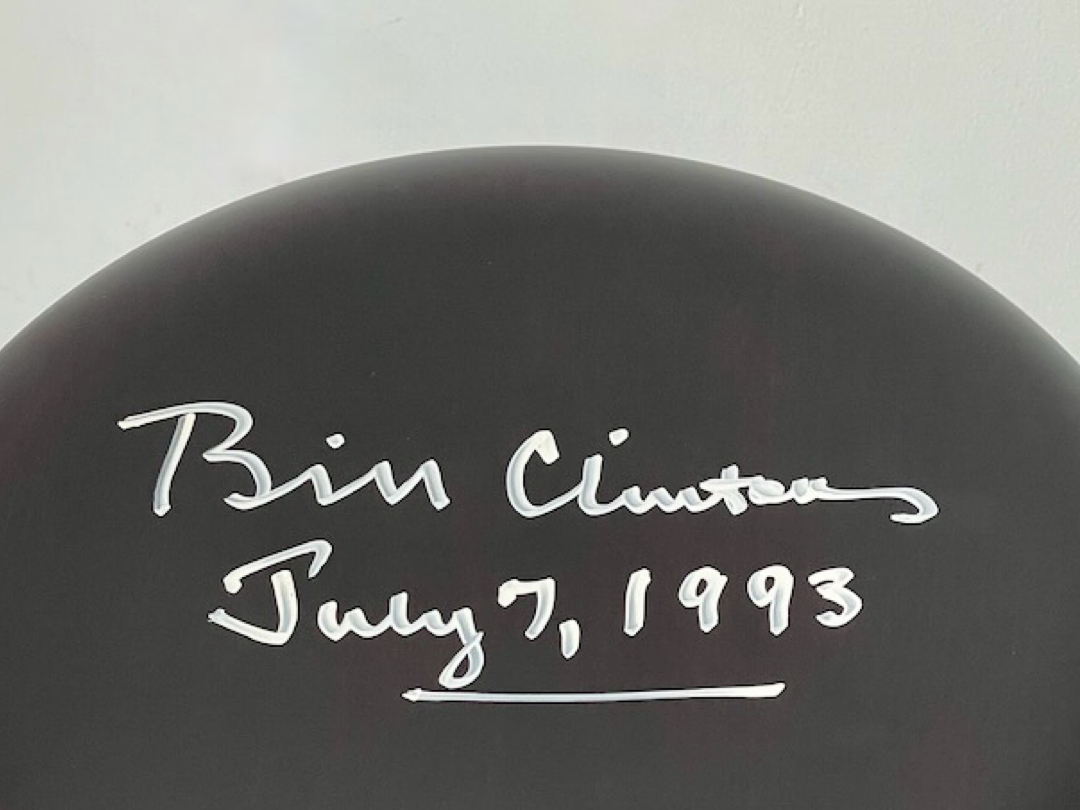 Bill Clinton
July 7, 1993